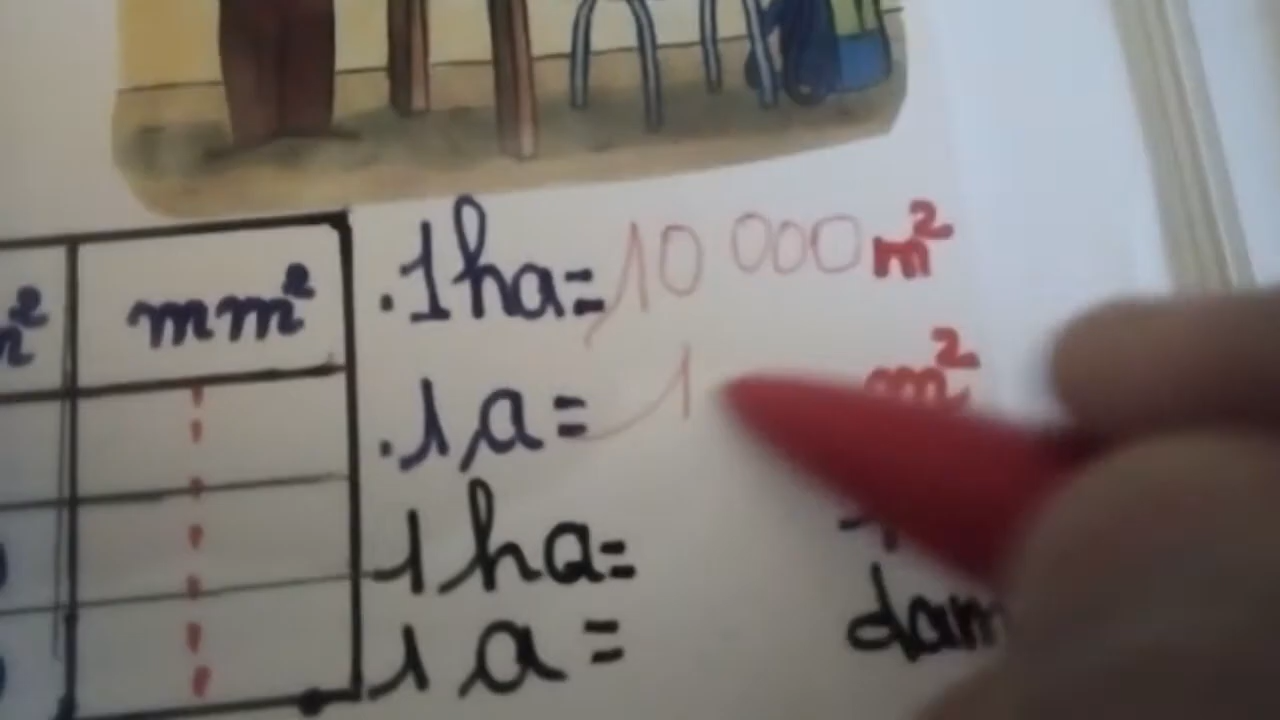 mm²
.1ha=10 000 m²
.1a= 1 m²
1ha=
1a = dam